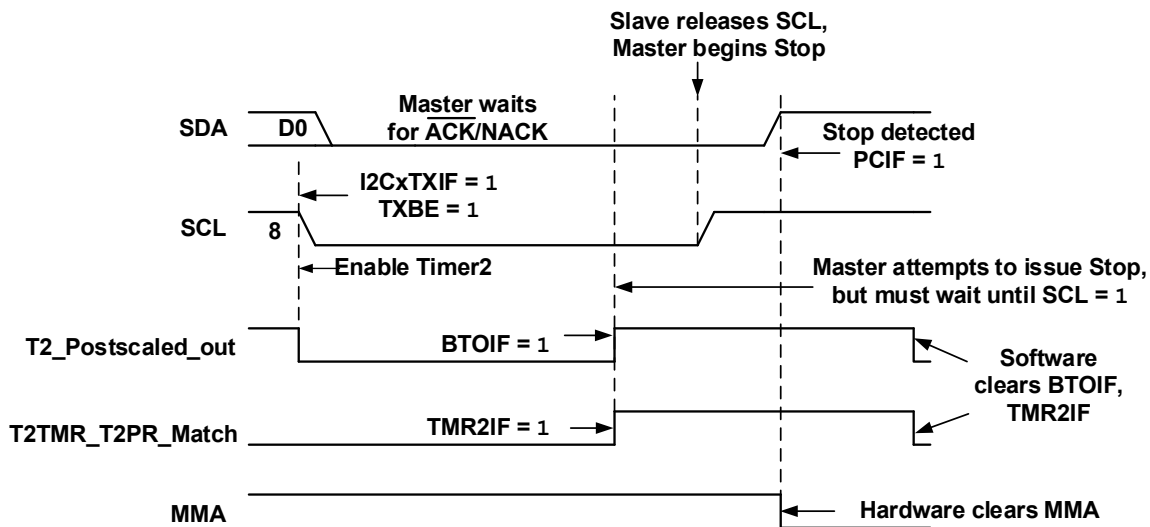 Slave releases SCL,
Master begins Stop
SDA
D0
Master waits
for ACK/NACK
Stop detected
PCIF = 1
I2CxTXIF = 1
TXBE = 1
SCL
8
Enable Timer2
Master attempts to issue Stop,
but must wait until SCL = 1
T2_Postscaled_out
BTOIF = 1
Software
clears BTOIF,
TMR2IF
T2TMR_T2PR_Match
TMR2IF = 1
MMA
Hardware clears MMA